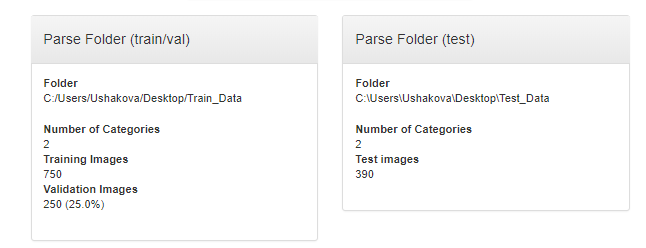 Parse Folder (train/val)
Folder
C:/Users/Ushakova/Desktop/Train_Data
Number of Categories
2
Training Images
750
Validation Images
250 (25.0%)
Parse Folder (test)
Folder
C:\Users\Ushakova\Desktop\Test_Data
Number of Categories
2
Test images
390